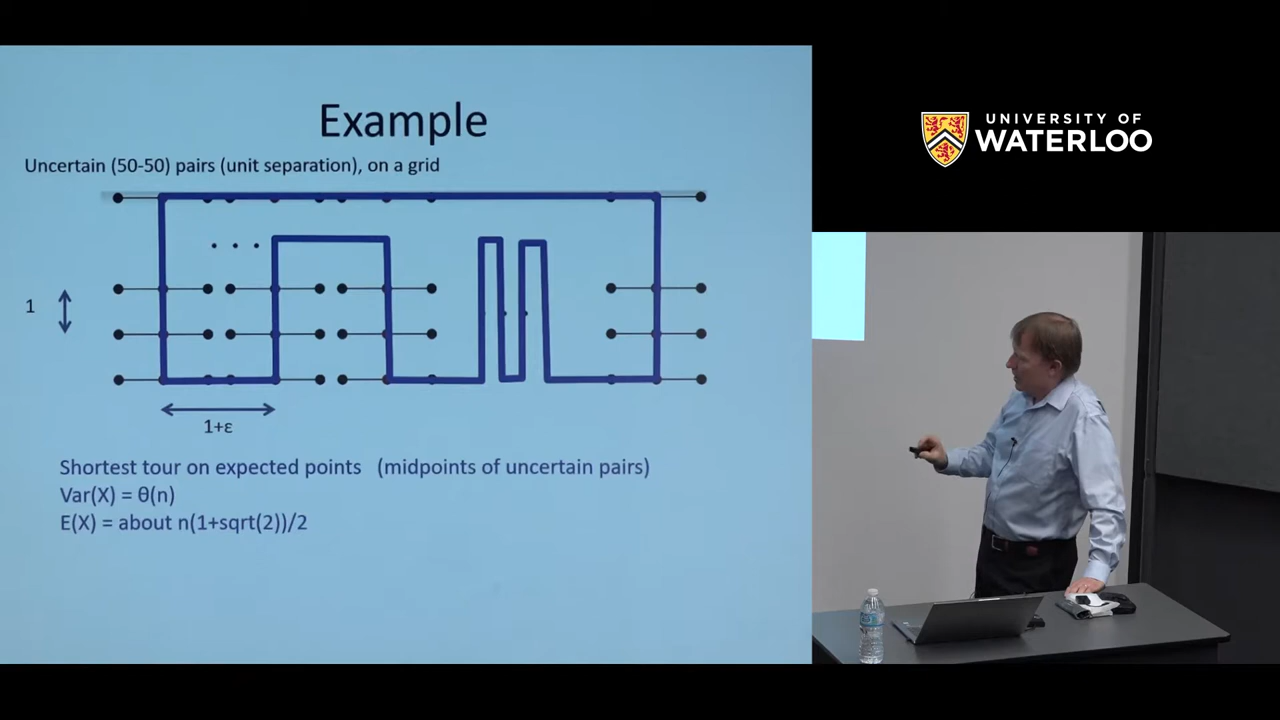 Example
Uncertain (50-50) pairs (unit separation), on a grid
1
1+ε
Shortest tour on expected points (midpoints of uncertain pairs)
Var(X) = θ(n)
E(X) = about n(1+sqrt(2))/2
UNIVERSITY OF
WATERLOO